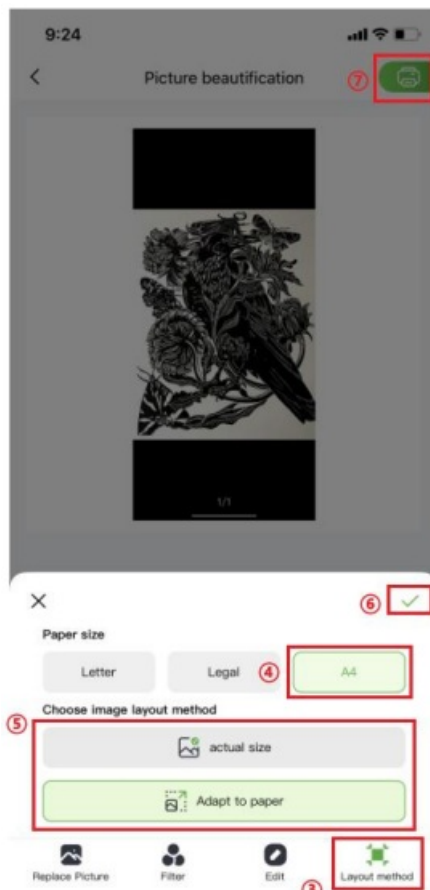 9:24
Picture beautification
⑦
1/1
⑥
Paper size
Letter
Legal
④
A4
Choose image layout method
⑤
actual size
Adapt to paper
Replace Picture
Filter
Edit
Layout method
③